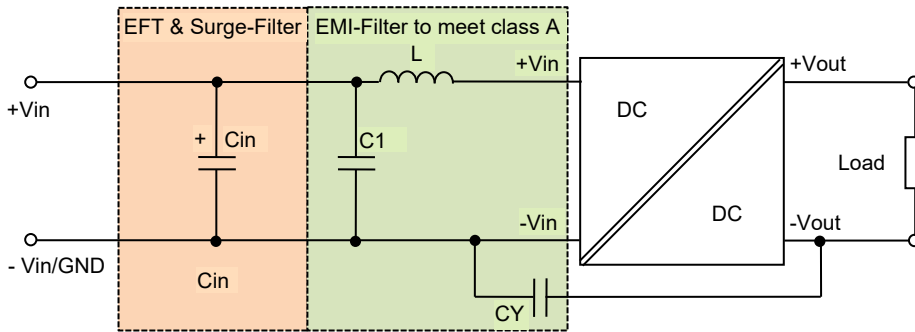 EFT & Surge-Filter
EMI-Filter to meet class A
L
+Vin
+Vout
+Vin
DC
+
Cin
C1
Load
DC
-Vin
-Vout
- Vin/GND
Cin
CY